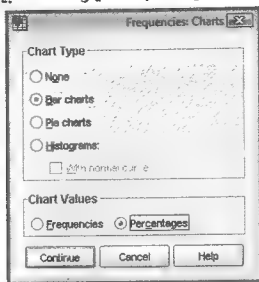 Frequencies: Charts
Chart Type
None
Bar charts
Pie charts
Histograms:
With normal curve
Chart Values
Frequencies Percentages
Continue Cancel Help